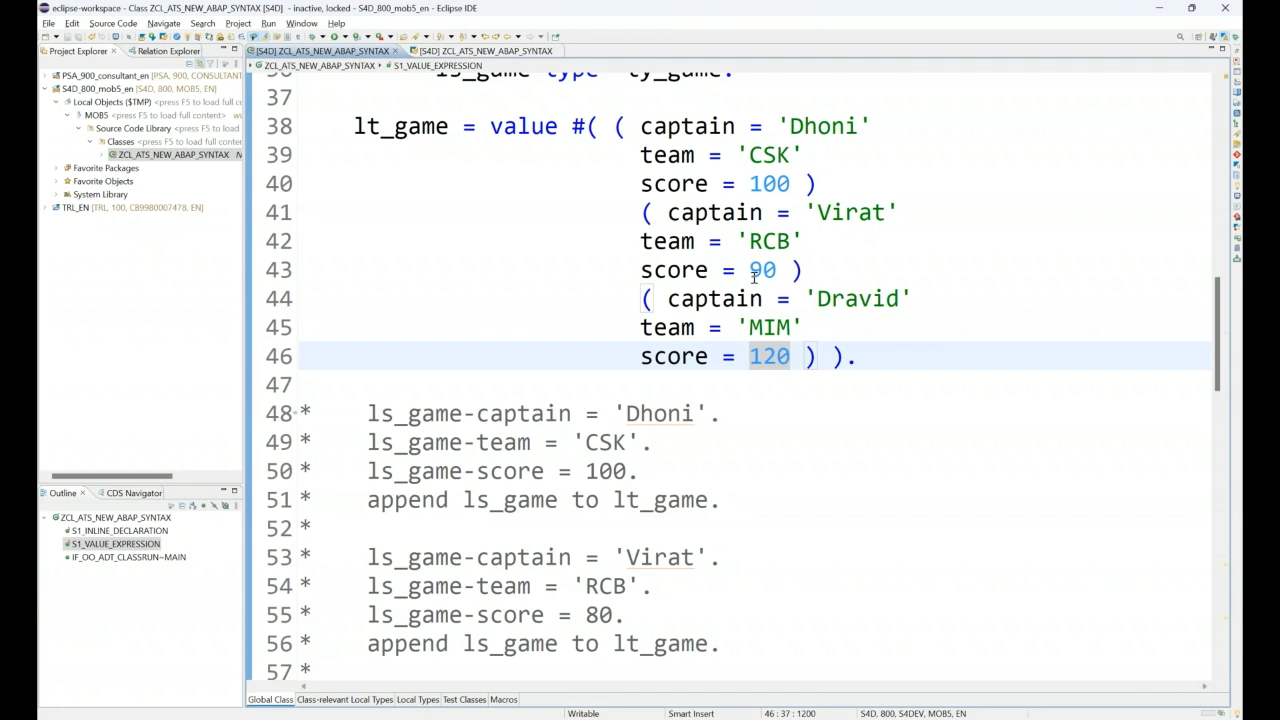 eclipse-workspace - Class ZCL_ATS_NEW_ABAP_SYNTAX [S4D] - inactive, locked - S4D_800_mob5_en - Eclipse IDE
File Edit Source Code Navigate Search Project Run Window Help
Project Explorer
Relation Explorer
[S4D] ZCL_ATS_NEW_ABAP_SYNTAX
[S4D] ZCL_ATS_NEW_ABAP_SYNTAX
ZCL_ATS_NEW_ABAP_SYNTAX
S1_VALUE_EXPRESSION
PSA_900_consultant_en [PSA, 900, CONSULTANT
S4D_800_mob5_en [S4D, 800, MOB5, EN]
Local Objects ($TMP) <press F5 to load full co
MOB5 <press F5 to load full content>
Source Code Library <press F5 to load
Classes <press F5 to load full conter
ZCL_ATS_NEW_ABAP_SYNTAX
Favorite Packages
Favorite Objects
System Library
TRL_EN [TRL, 100, CB9980007478, EN]
36 ls_game type ty_game.
37
38 lt_game = value #( ( captain = 'Dhoni'
39 team = 'CSK'
40 score = 100 )
41 ( captain = 'Virat'
42 team = 'RCB'
43 score = 90 )
44 ( captain = 'Dravid'
45 team = 'MIM'
46 score = 120 ) ).
47
48 * ls_game-captain = 'Dhoni'.
49 * ls_game-team = 'CSK'.
50 * ls_game-score = 100.
51 * append ls_game to lt_game.
52 *
53 * ls_game-captain = 'Virat'.
54 * ls_game-team = 'RCB'.
55 * ls_game-score = 80.
56 * append ls_game to lt_game.
57 *
Outline
CDS Navigator
ZCL_ATS_NEW_ABAP_SYNTAX
S1_INLINE_DECLARATION
S1_VALUE_EXPRESSION
IF_OO_ADT_CLASSRUN~MAIN
Global Class Class-relevant Local Types Local Types Test Classes Macros
Writable
Smart Insert
46 : 37 : 1200
S4D, 800, S4DEV, MOB5, EN